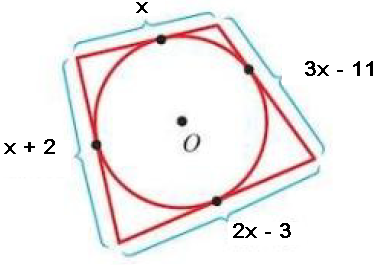 x
3x - 11
x + 2
O
2x - 3